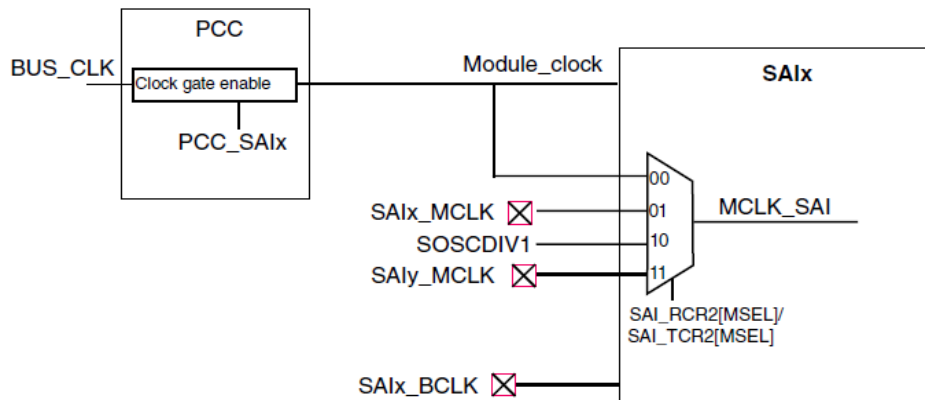 PCC
BUS_CLK
Clock gate enable
PCC_SAIx
Module_clock
SAIx
00
SAIx_MCLK
01
MCLK_SAI
SOSCDIV1
10
SAIy_MCLK
11
SAI_RCR2[MSEL]/
SAI_TCR2[MSEL]
SAIx_BCLK